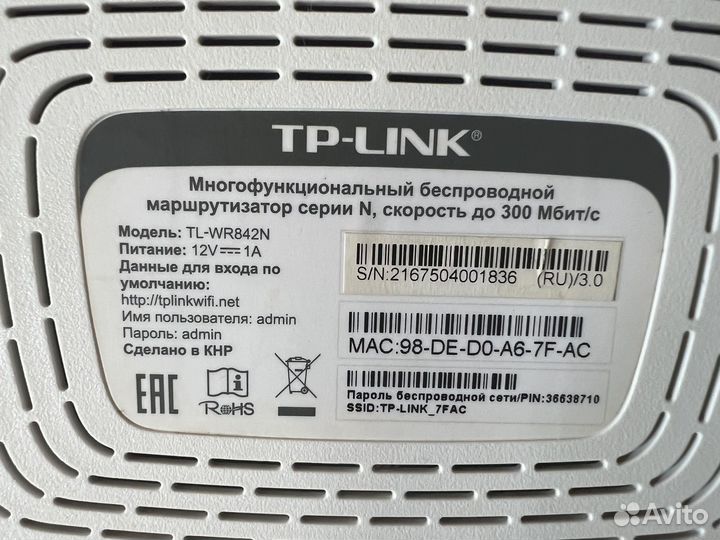 TP-LINK®
Многофункциональный беспроводной
маршрутизатор серии N, скорость до 300 Мбит/с
Модель: TL-WR842N
Питание: 12V⎓1A
Данные для входа по
умолчанию:
http://tplinkwifi.net
Имя пользователя: admin
Пароль: admin
Сделано в КНР
S/N:2167504001836 (RU)/3.0
MAC:98-DE-D0-A6-7F-AC
Пароль беспроводной сети/PIN:36638710
SSID:TP-LINK_7FAC
EAC
RoHS
Avito